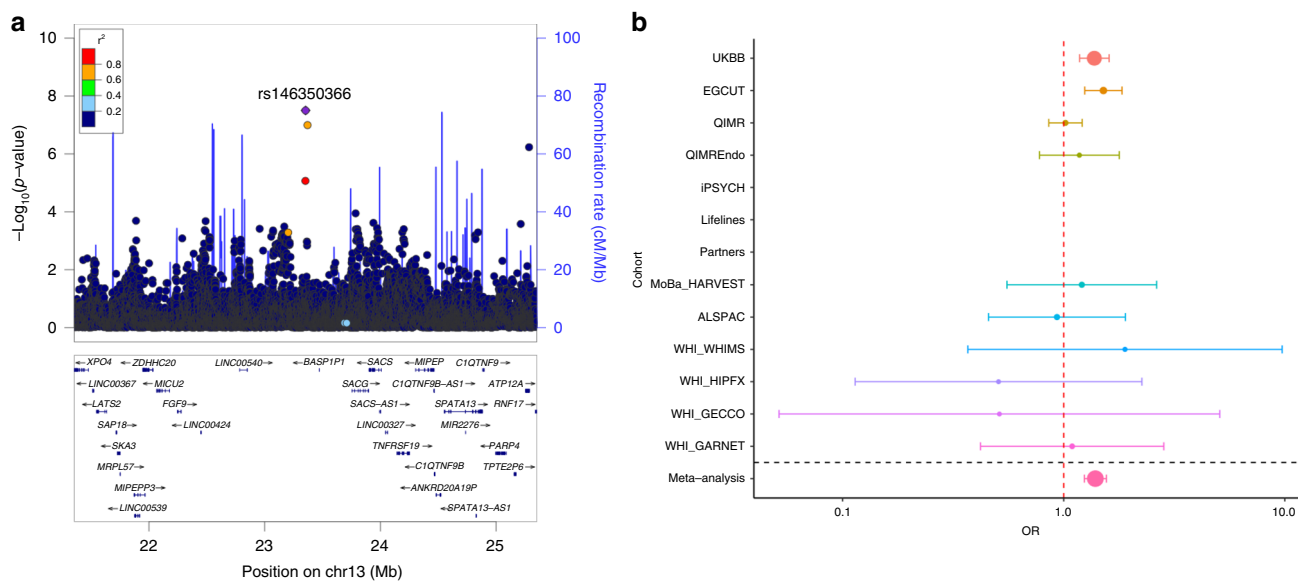 a
b
r²
0.8
0.6
0.4
0.2
rs146350366
10
8
6
4
2
0
–Log₁₀(p–value)
100
80
60
40
20
0
Recombination rate (cM/Mb)
←XPO4 ZDHHC20→ LINC00540→ ←BASP1P1 ←SACS ←MIPEP C1QTNF9→
←LINC00367 ←MICU2 SACG→ C1QTNF9B–AS1→ ATP12A→
←LATS2 FGF9→ SACS–AS1→ SPATA13→ RNF17→
SAP18→ ←LINC00424 LINC00327→ MIR2276→
←SKA3 TNFRSF19→ ←PARP4
MRPL57→ ←C1QTNF9B TPTE2P6→
MIPEPP3→ ←ANKRD20A19P
←LINC00539 ←SPATA13–AS1
22 23 24 25
Position on chr13 (Mb)
Cohort
UKBB
EGCUT
QIMR
QIMREndo
iPSYCH
Lifelines
Partners
MoBa_HARVEST
ALSPAC
WHI_WHIMS
WHI_HIPFX
WHI_GECCO
WHI_GARNET
Meta–analysis
0.1 1.0 10.0
OR